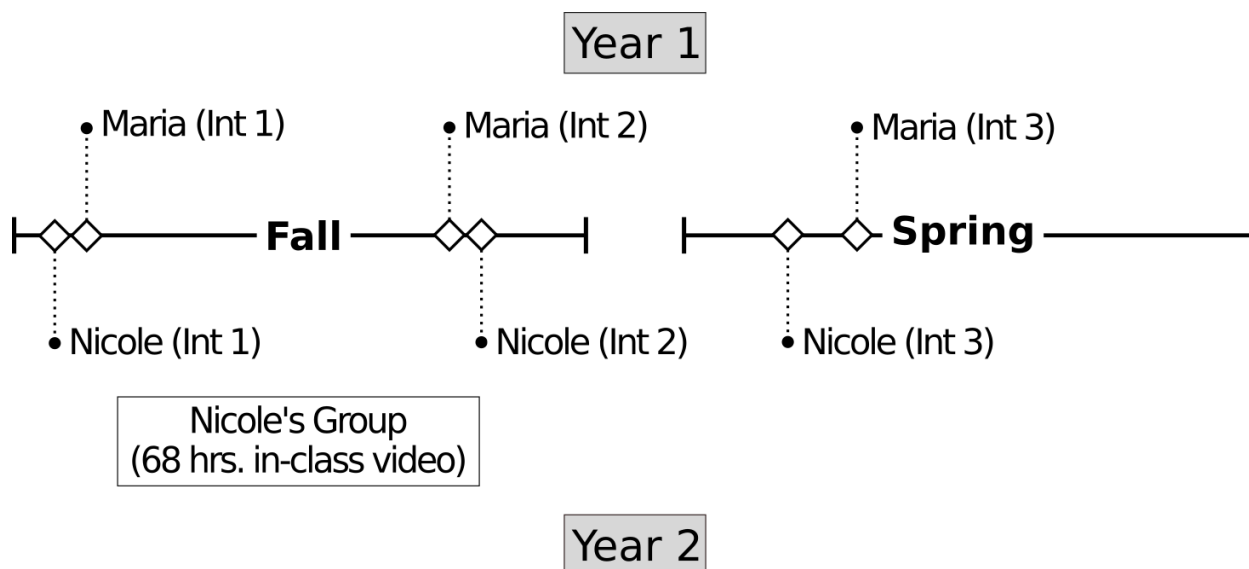 Year 1
Maria (Int 1)
Maria (Int 2)
Maria (Int 3)
Fall
Spring
Nicole (Int 1)
Nicole (Int 2)
Nicole (Int 3)
Nicole's Group
(68 hrs. in-class video)
Year 2